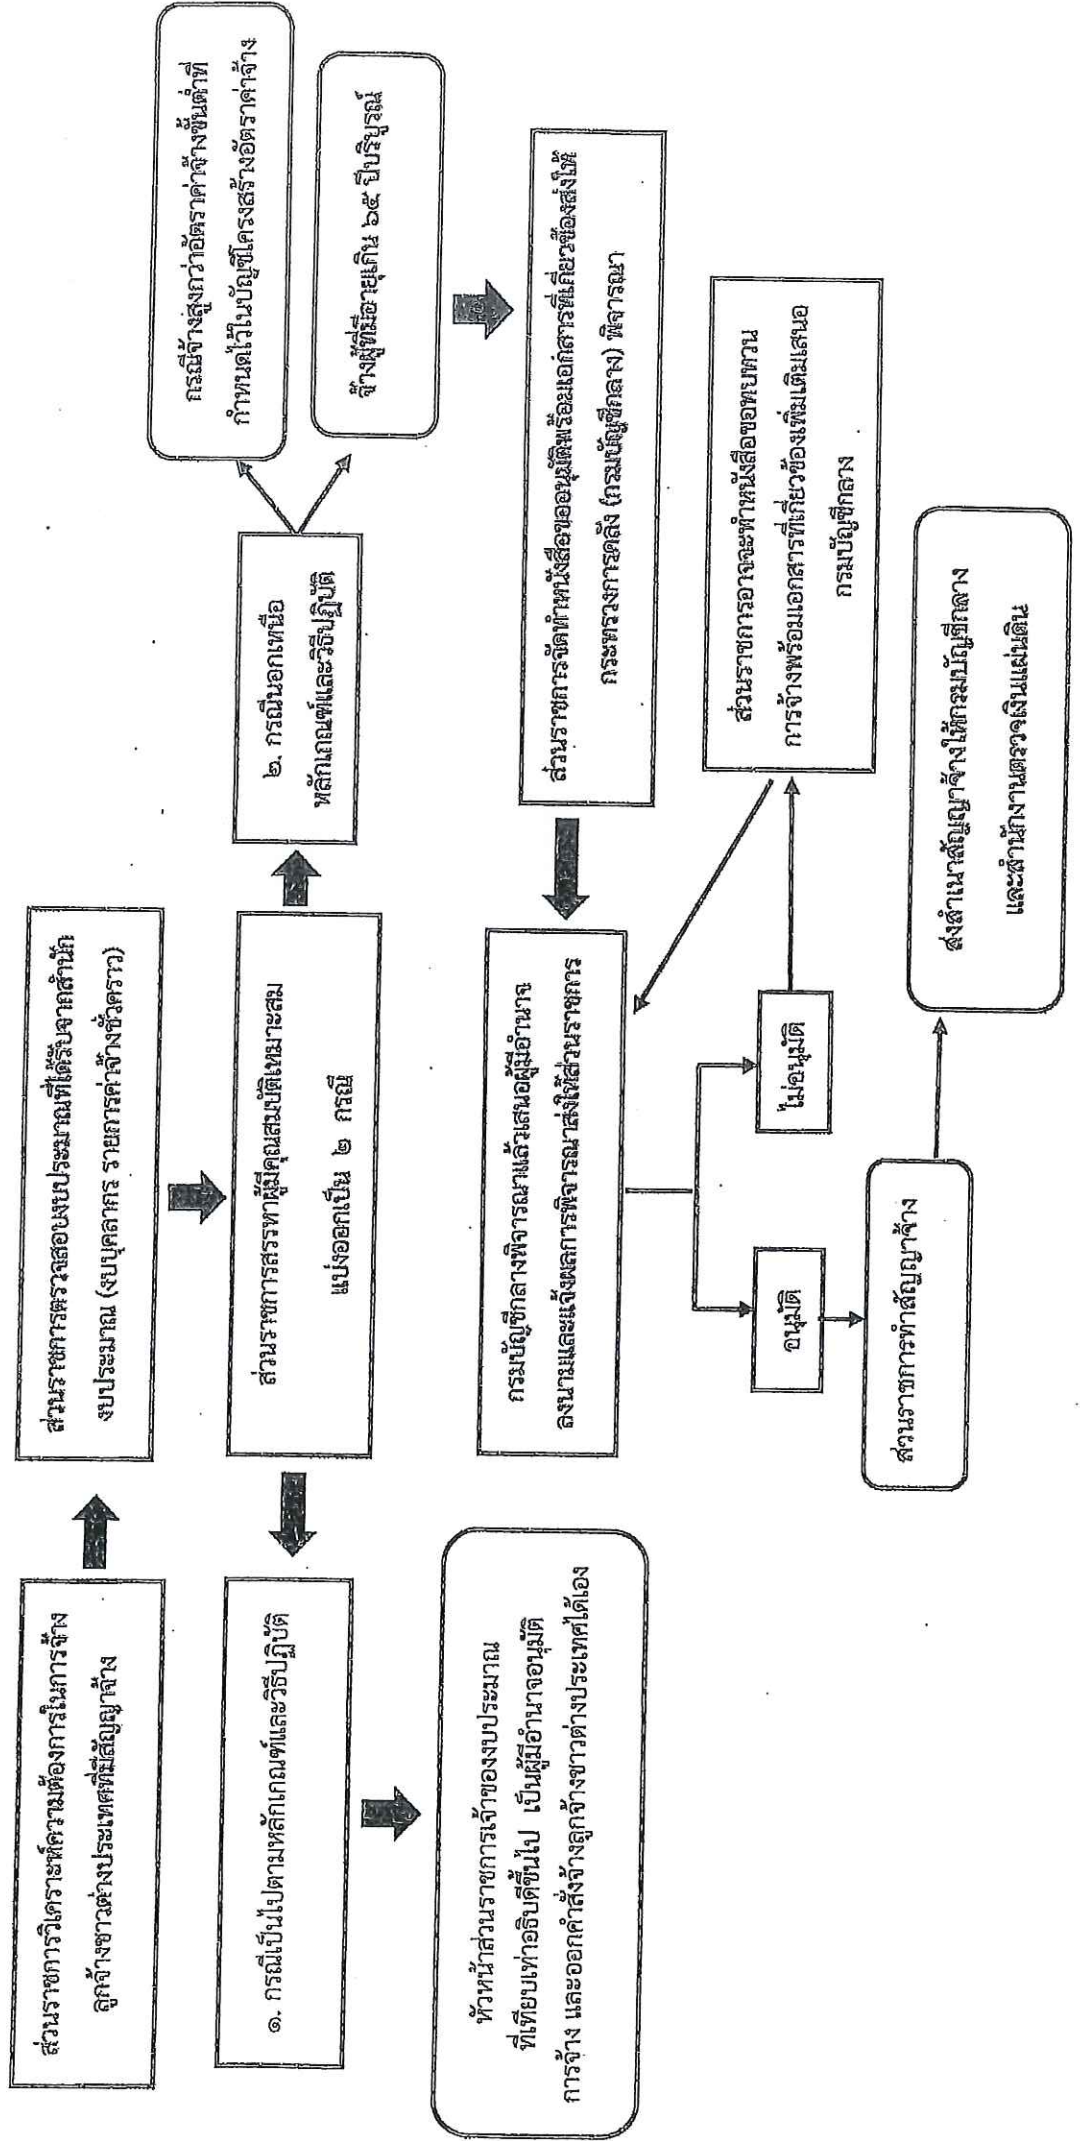 ส่วนราชการวิเคราะห์ความต้องการในการจ้าง
ลูกจ้างชาวต่างประเทศที่มีสัญญาจ้าง
ส่วนราชการตรวจสอบงบประมาณที่ได้รับจากสำนัก
งบประมาณ (งบบุคลากร รายการค่าจ้างชั่วคราว)
ส่วนราชการสรรหาผู้มีคุณสมบัติเหมาะสม
แบ่งออกเป็น ๒ กรณี
๑. กรณีเป็นไปตามหลักเกณฑ์และวิธีปฏิบัติ
หัวหน้าส่วนราชการเจ้าของงบประมาณ
ที่เทียบเท่าอธิบดีขึ้นไป เป็นผู้มีอำนาจอนุมัติ
การจ้าง และออกคำสั่งจ้างลูกจ้างชาวต่างประเทศได้เอง
๒. กรณีนอกเหนือ
หลักเกณฑ์และวิธีปฏิบัติ
กรณีจ้างสูงกว่าอัตราค่าจ้างขั้นต่ำที่
กำหนดไว้ในบัญชีโครงสร้างอัตราค่าจ้าง
จ้างผู้ที่มีอายุเกิน ๖๕ ปีบริบูรณ์
ส่วนราชการจัดทำหนังสือขออนุมัติพร้อมเอกสารที่เกี่ยวข้องส่งให้
กระทรวงการคลัง (กรมบัญชีกลาง) พิจารณา
กรมบัญชีกลางพิจารณาแล้วเสนอผู้มีอำนาจ
ลงนามและแจ้งผลการพิจารณาส่งให้ส่วนราชการ
ส่วนราชการอาจจะทำหนังสือขอทบทวน
การจ้างพร้อมเอกสารที่เกี่ยวข้องเพิ่มเติมเสนอ
กรมบัญชีกลาง
อนุมัติ
ไม่อนุมัติ
ส่วนราชการทำสัญญาจ้าง
ส่งสำเนาสัญญาจ้างให้กรมบัญชีกลาง
และสำนักงานตรวจเงินแผ่นดิน